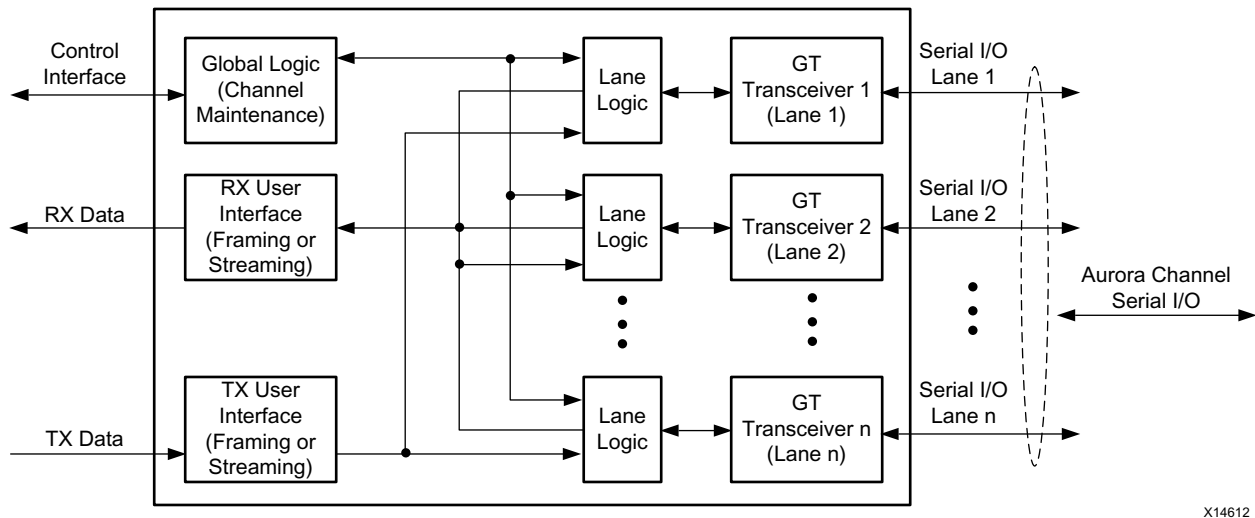 Control
Interface
Global Logic
(Channel
Maintenance)
Lane
Logic
GT
Transceiver 1
(Lane 1)
Serial I/O
Lane 1
RX Data
RX User
Interface
(Framing or
Streaming)
Lane
Logic
GT
Transceiver 2
(Lane 2)
Serial I/O
Lane 2
Aurora Channel
Serial I/O
TX Data
TX User
Interface
(Framing or
Streaming)
Lane
Logic
GT
Transceiver n
(Lane n)
Serial I/O
Lane n
X14612